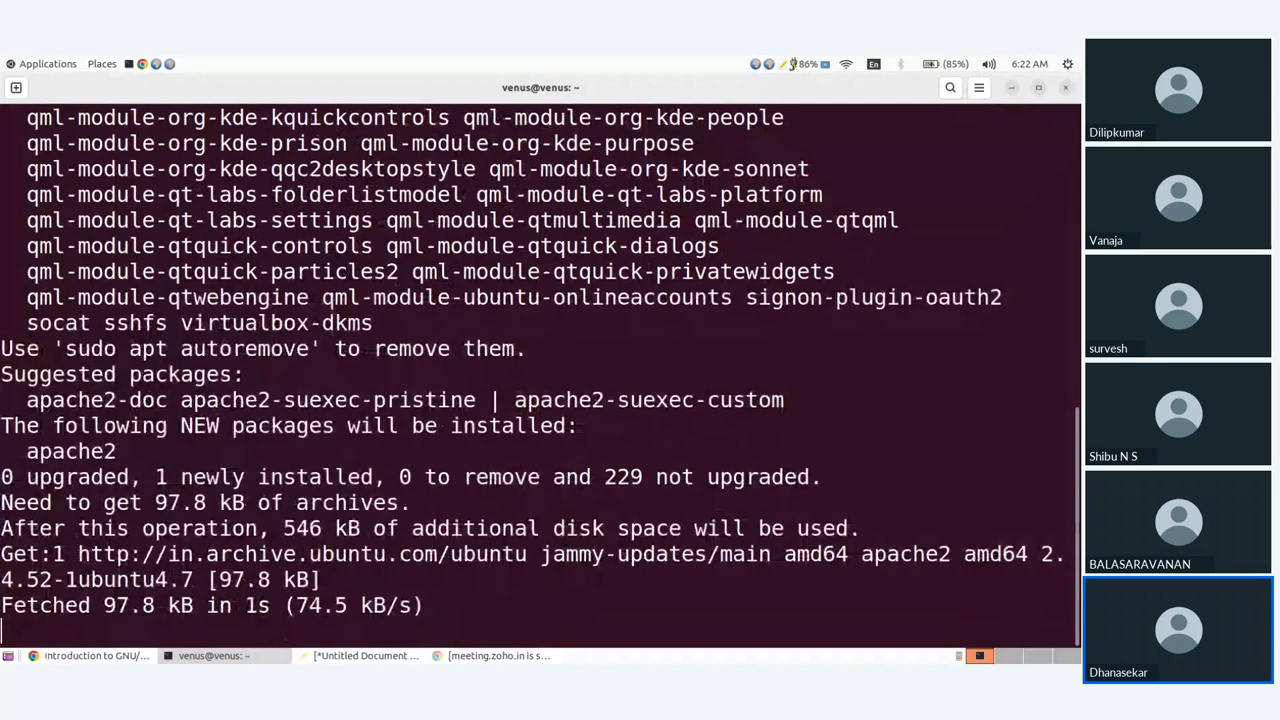 Applications Places 86% En (85%) 6:22 AM
venus@venus: ~
qml-module-org-kde-kquickcontrols qml-module-org-kde-people
qml-module-org-kde-prison qml-module-org-kde-purpose
qml-module-org-kde-qqc2desktopstyle qml-module-org-kde-sonnet
qml-module-qt-labs-folderlistmodel qml-module-qt-labs-platform
qml-module-qt-labs-settings qml-module-qtmultimedia qml-module-qtqml
qml-module-qtquick-controls qml-module-qtquick-dialogs
qml-module-qtquick-particles2 qml-module-qtquick-privatewidgets
qml-module-qtwebengine qml-module-ubuntu-onlineaccounts signon-plugin-oauth2
socat sshfs virtualbox-dkms
Use 'sudo apt autoremove' to remove them.
Suggested packages:
apache2-doc apache2-suexec-pristine | apache2-suexec-custom
The following NEW packages will be installed:
apache2
0 upgraded, 1 newly installed, 0 to remove and 229 not upgraded.
Need to get 97.8 kB of archives.
After this operation, 546 kB of additional disk space will be used.
Get:1 http://in.archive.ubuntu.com/ubuntu jammy-updates/main amd64 apache2 amd64 2.
4.52-1ubuntu4.7 [97.8 kB]
Fetched 97.8 kB in 1s (74.5 kB/s)
Introduction to GNU/... venus@venus: ~ [*Untitled Document ... [meeting.zoho.in is s...
Dilipkumar
Vanaja
survesh
Shibu N S
BALASARAVANAN
Dhanasekar